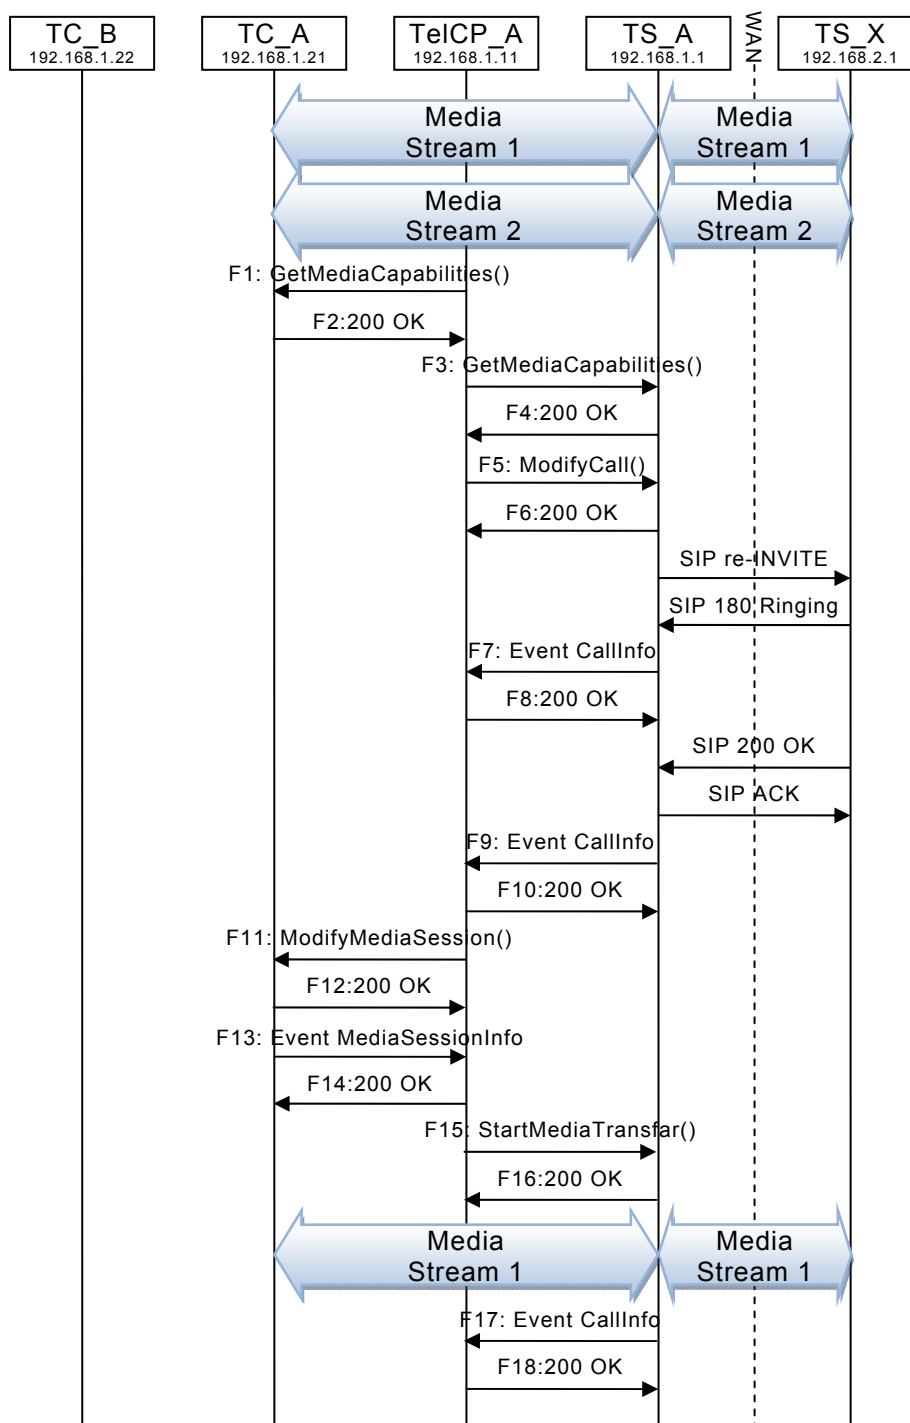 TC_B
192.168.1.22
TC_A
192.168.1.21
TelCP_A
192.168.1.11
TS_A
192.168.1.1
WAN
TS_X
192.168.2.1
Media
Stream 1
Media
Stream 1
Media
Stream 2
Media
Stream 2
F1: GetMediaCapabilities()
F2:200 OK
F3: GetMediaCapabilities()
F4:200 OK
F5: ModifyCall()
F6:200 OK
SIP re-INVITE
SIP 180 Ringing
F7: Event CallInfo
F8:200 OK
SIP 200 OK
SIP ACK
F9: Event CallInfo
F10:200 OK
F11: ModifyMediaSession()
F12:200 OK
F13: Event MediaSessionInfo
F14:200 OK
F15: StartMediaTransfar()
F16:200 OK
Media
Stream 1
Media
Stream 1
F17: Event CallInfo
F18:200 OK